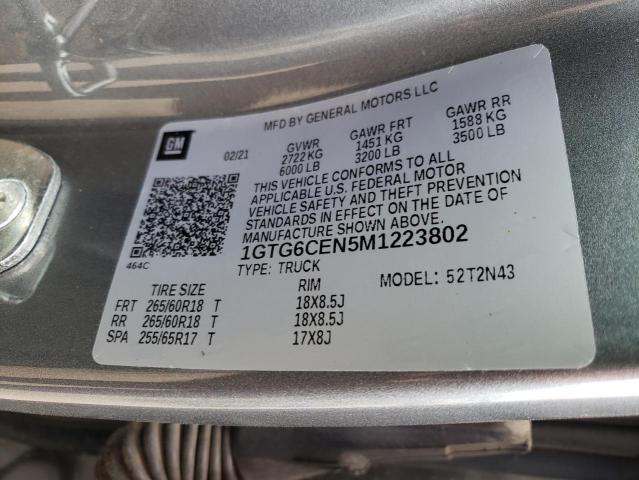 MFD BY GENERAL MOTORS LLC
GM
02/21
GVWR GAWR FRT GAWR RR
2722 KG 1451 KG 1588 KG
6000 LB 3200 LB 3500 LB
THIS VEHICLE CONFORMS TO ALL
APPLICABLE U.S. FEDERAL MOTOR
VEHICLE SAFETY AND THEFT PREVENTION
STANDARDS IN EFFECT ON THE DATE OF
MANUFACTURE SHOWN ABOVE.
1GTG6CEN5M1223802
464C
TYPE: TRUCK MODEL: 52T2N43
TIRE SIZE RIM
FRT 265/60R18 T 18X8.5J
RR 265/60R18 T 18X8.5J
SPA 255/65R17 T 17X8J